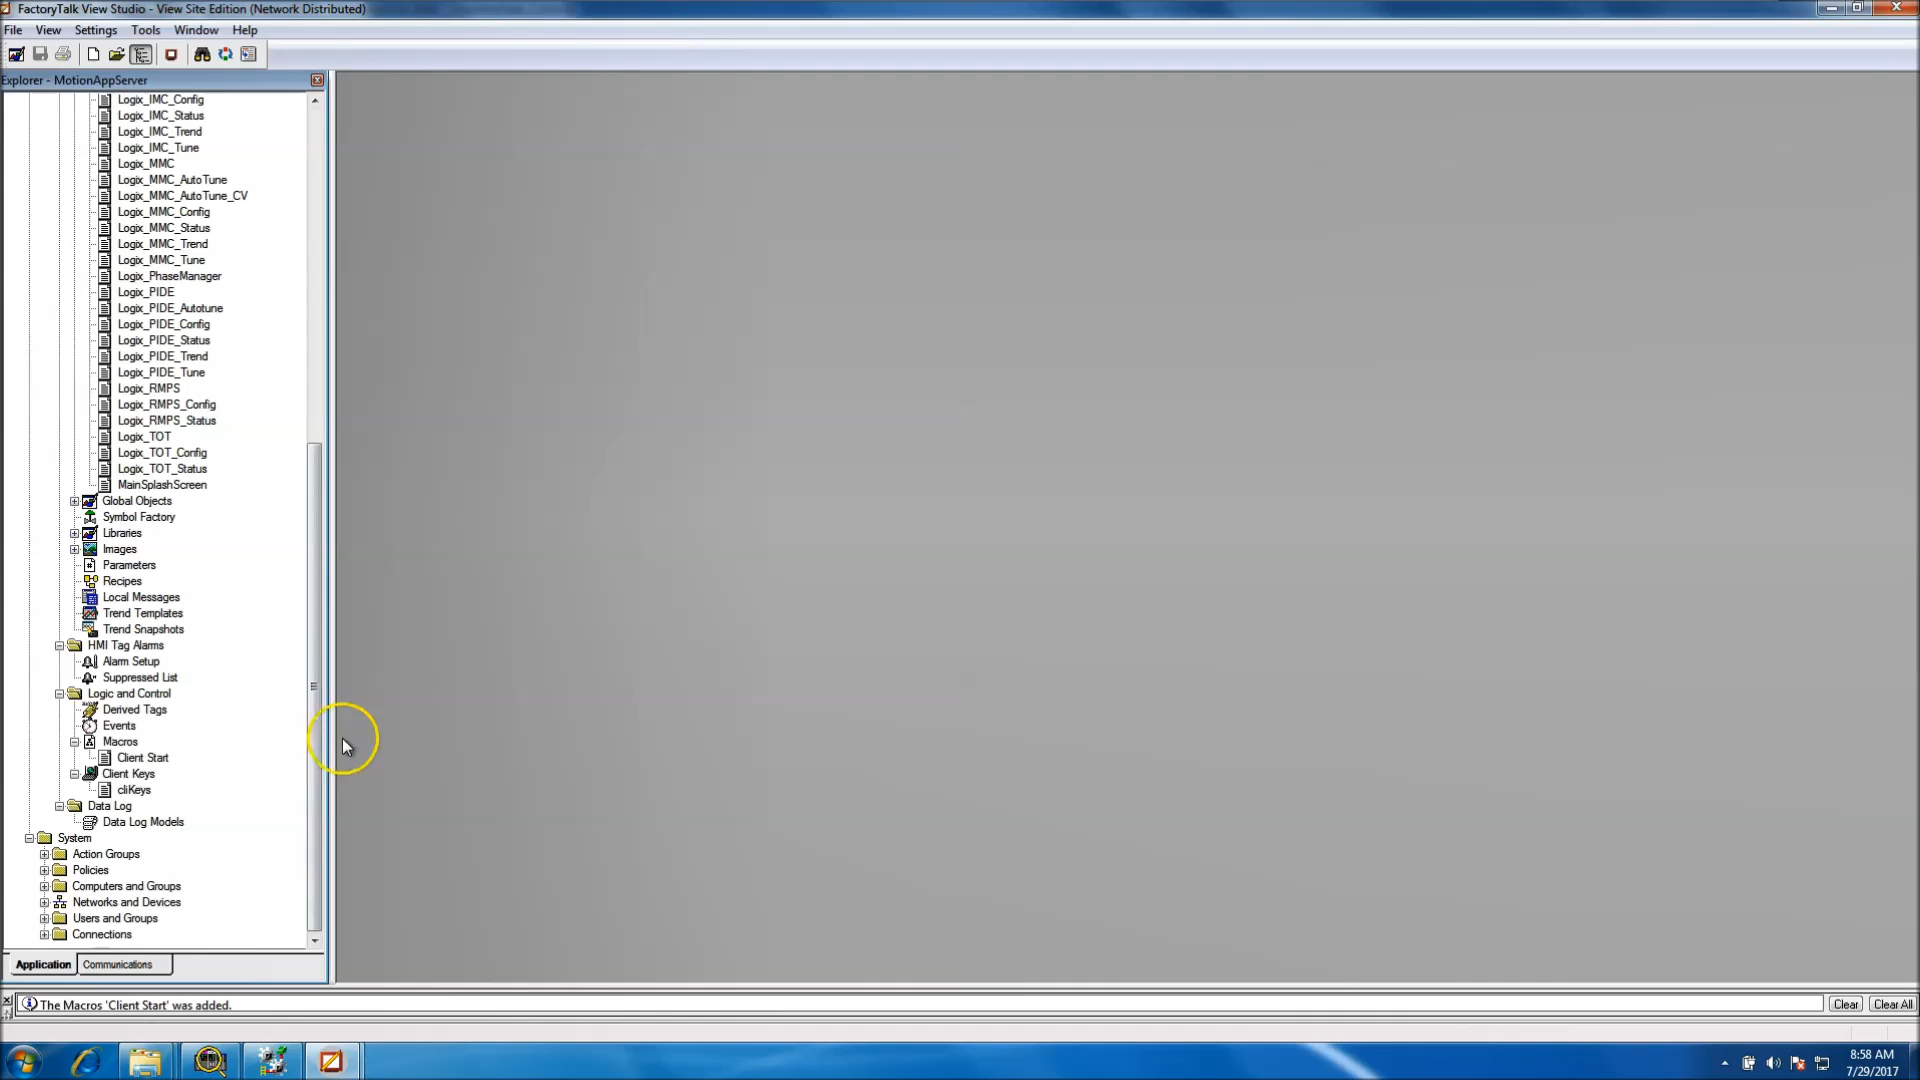 FactoryTalk View Studio - View Site Edition (Network Distributed)
File View Settings Tools Window Help
Explorer - MotionAppServer
Logix_IMC_Config
Logix_IMC_Status
Logix_IMC_Trend
Logix_IMC_Tune
Logix_MMC
Logix_MMC_AutoTune
Logix_MMC_AutoTune_CV
Logix_MMC_Config
Logix_MMC_Status
Logix_MMC_Trend
Logix_MMC_Tune
Logix_PhaseManager
Logix_PIDE
Logix_PIDE_Autotune
Logix_PIDE_Config
Logix_PIDE_Status
Logix_PIDE_Trend
Logix_PIDE_Tune
Logix_RMPS
Logix_RMPS_Config
Logix_RMPS_Status
Logix_TOT
Logix_TOT_Config
Logix_TOT_Status
MainSplashScreen
Global Objects
Symbol Factory
Libraries
Images
Parameters
Recipes
Local Messages
Trend Templates
Trend Snapshots
HMI Tag Alarms
Alarm Setup
Suppressed List
Logic and Control
Derived Tags
Events
Macros
Client Start
Client Keys
cliKeys
Data Log
Data Log Models
System
Action Groups
Policies
Computers and Groups
Networks and Devices
Users and Groups
Connections
Application Communications
The Macros 'Client Start' was added. Clear Clear All
8:58 AM
7/29/2017